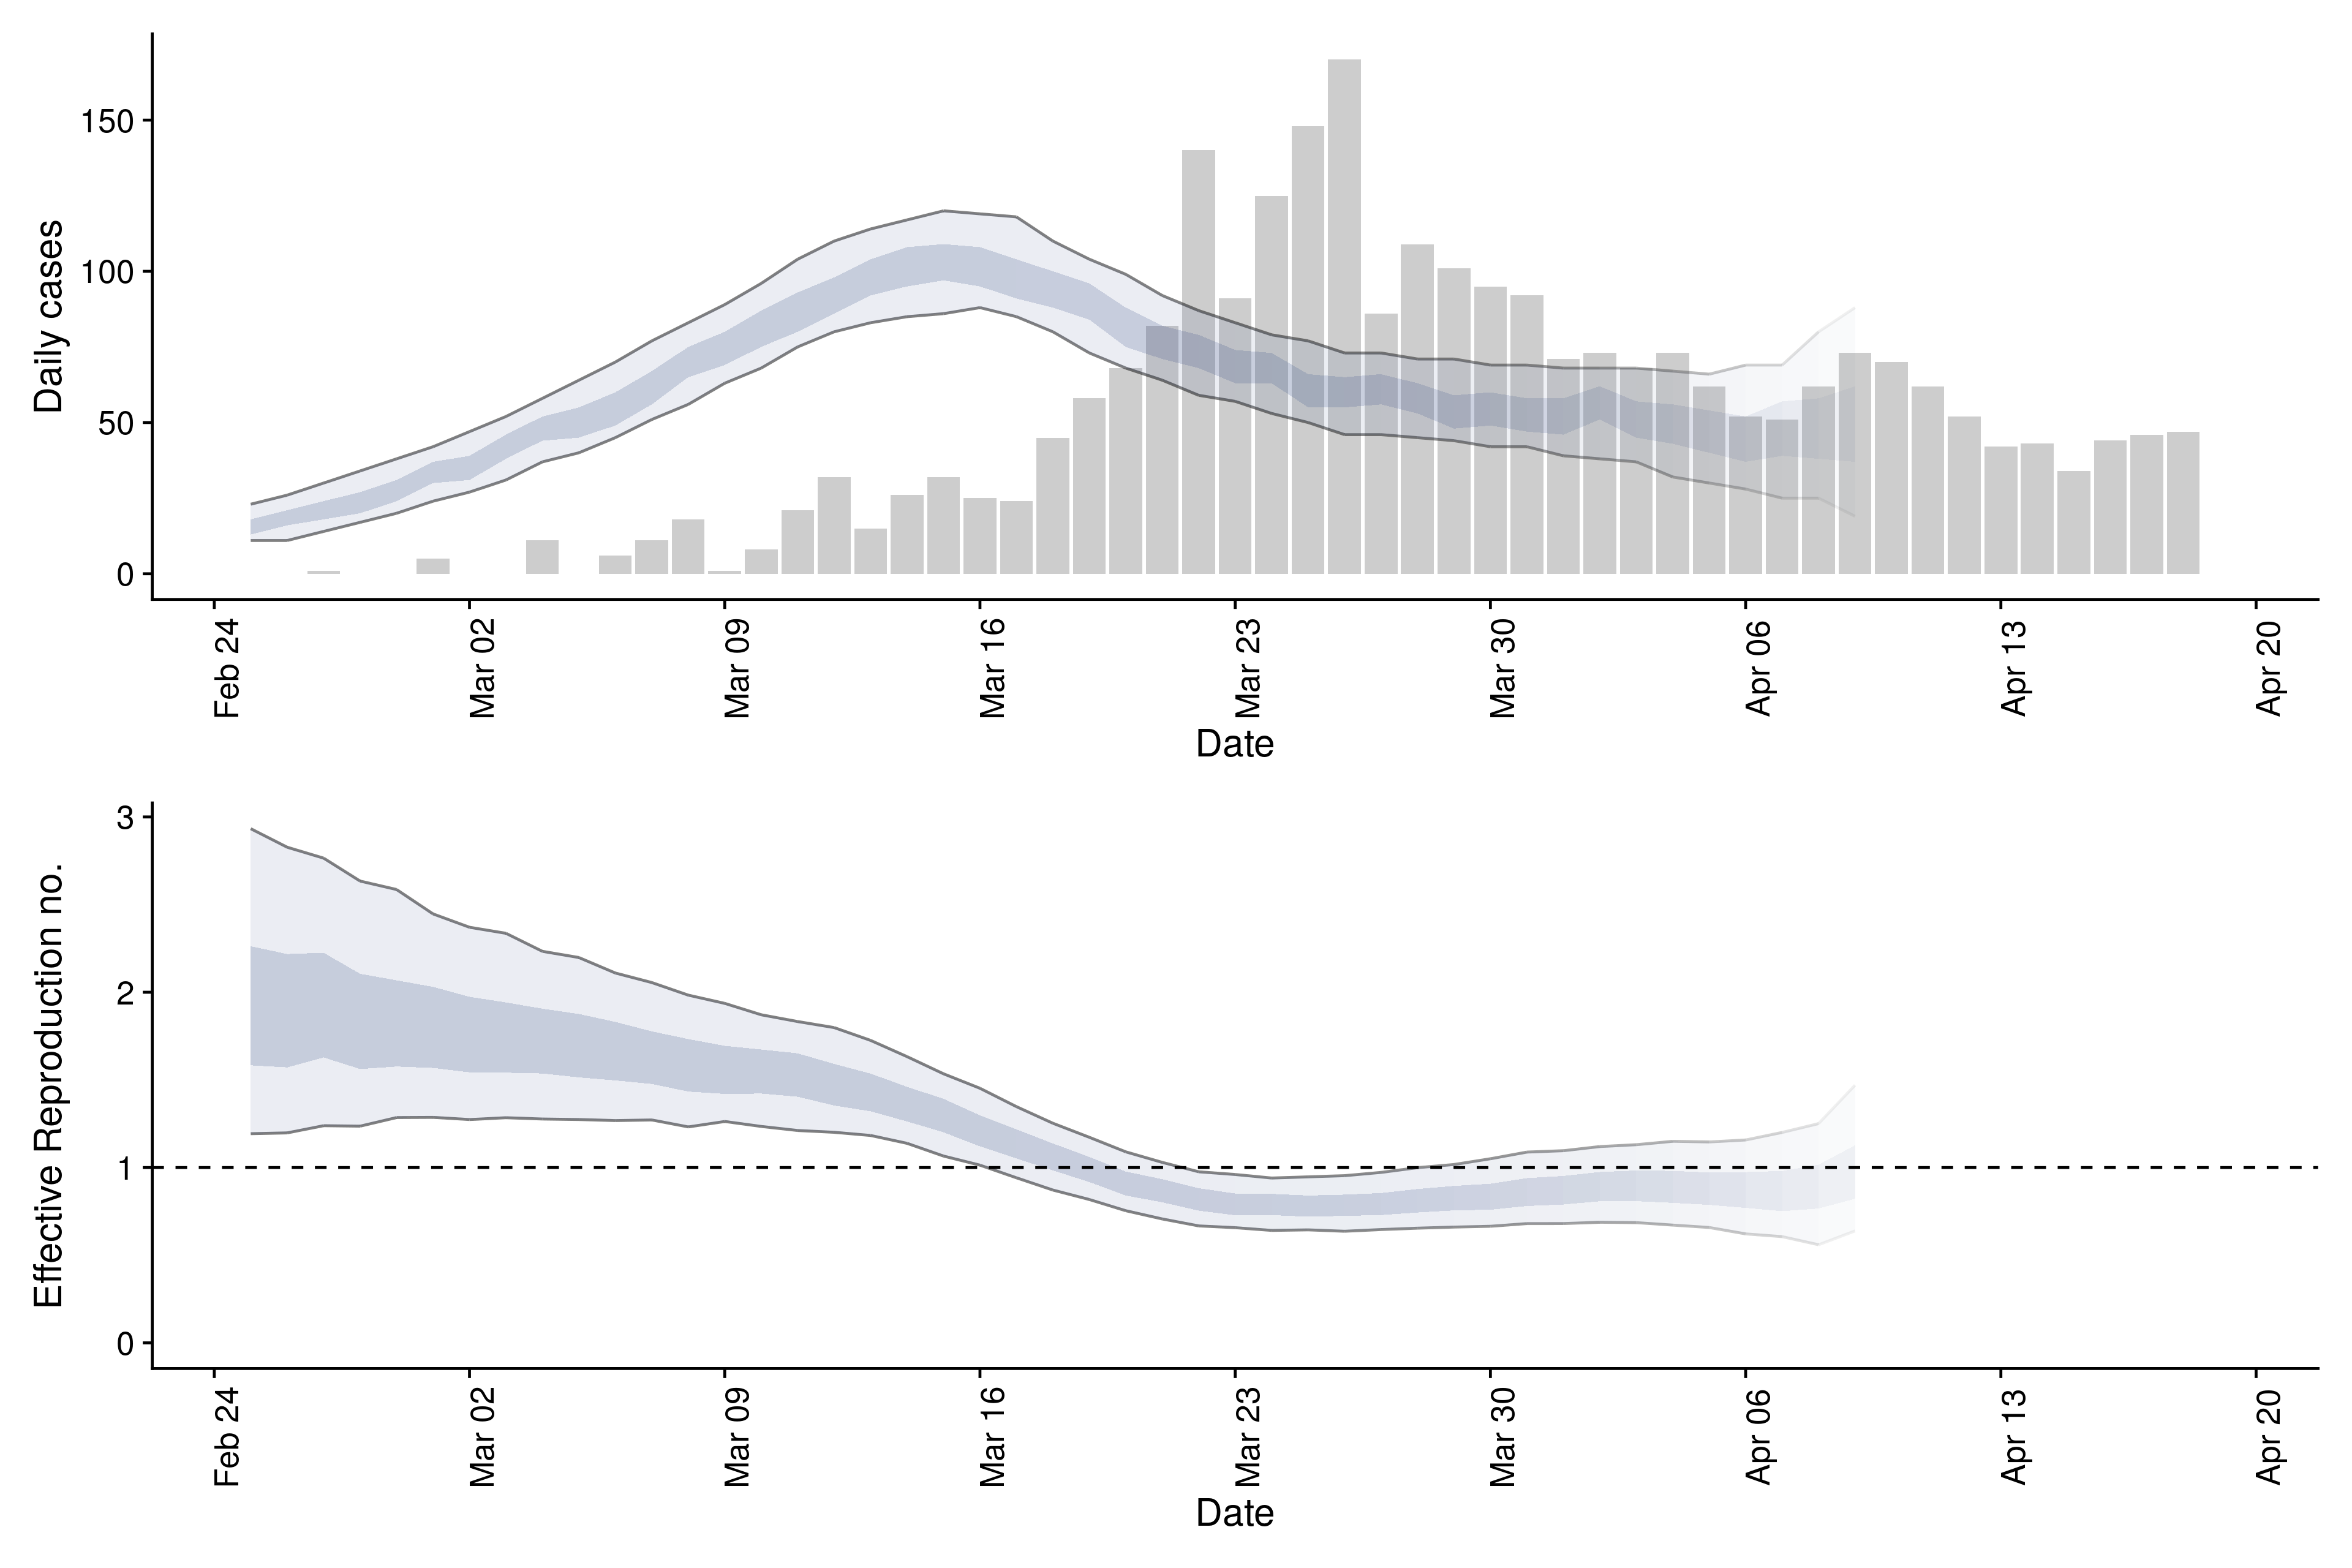 Daily cases
150
100
50
0
Feb 24
Mar 02
Mar 09
Mar 16
Mar 23
Mar 30
Apr 06
Apr 13
Apr 20
Date
Effective Reproduction no.
3
2
1
0
Feb 24
Mar 02
Mar 09
Mar 16
Mar 23
Mar 30
Apr 06
Apr 13
Apr 20
Date